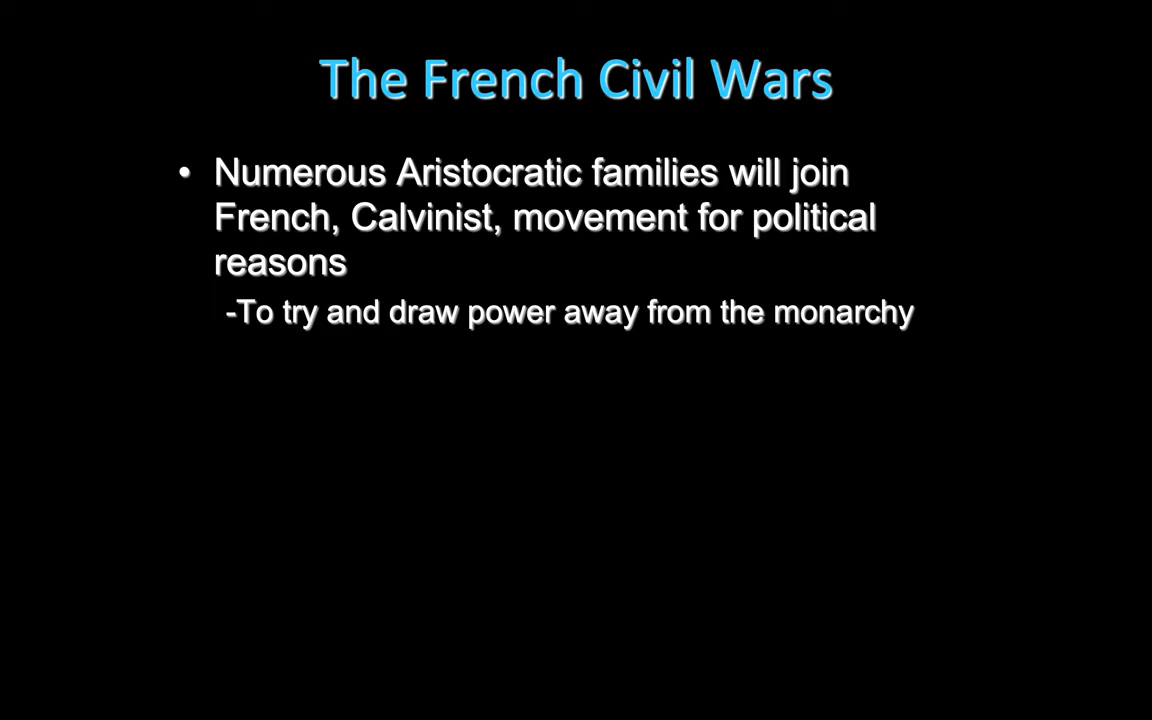 The French Civil Wars
• Numerous Aristocratic families will join
French, Calvinist, movement for political
reasons
-To try and draw power away from the monarchy